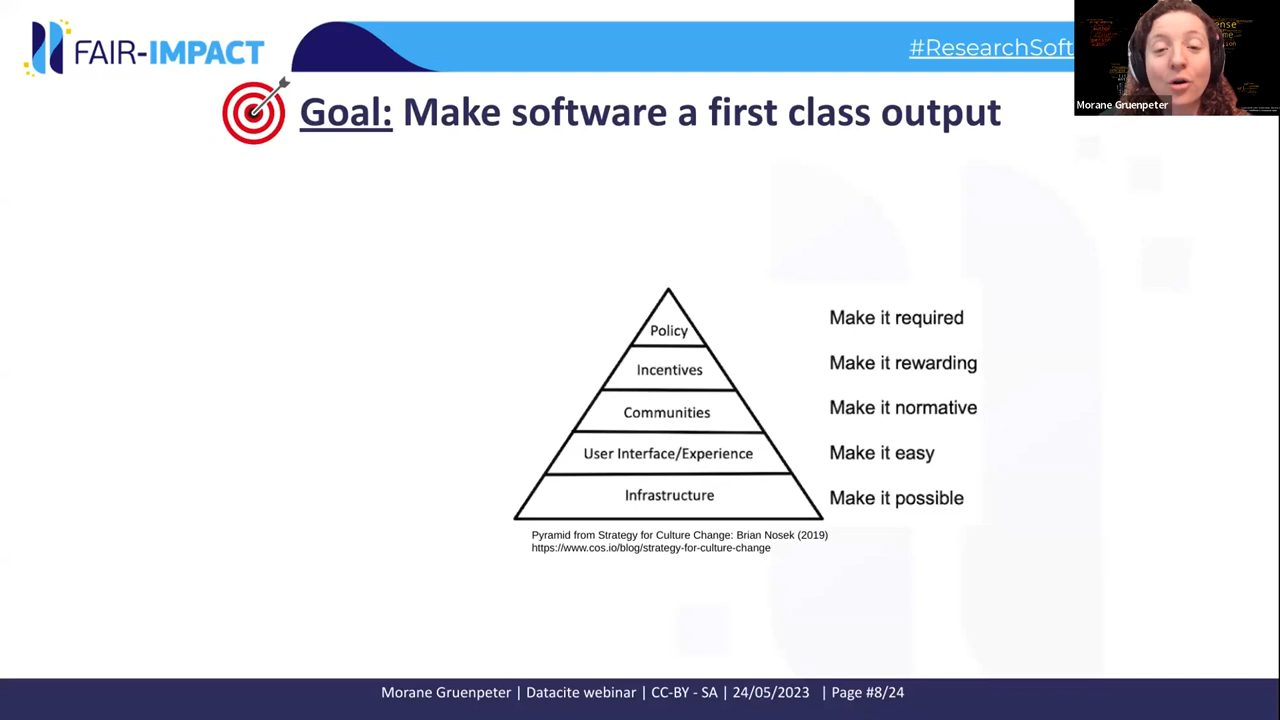 FAIR-IMPACT
#ResearchSoft
Morane Gruenpeter
Goal: Make software a first class output
Policy
Make it required
Incentives
Make it rewarding
Communities
Make it normative
User Interface/Experience
Make it easy
Infrastructure
Make it possible
Pyramid from Strategy for Culture Change: Brian Nosek (2019)
https://www.cos.io/blog/strategy-for-culture-change
Morane Gruenpeter | Datacite webinar | CC-BY - SA | 24/05/2023 | Page #8/24